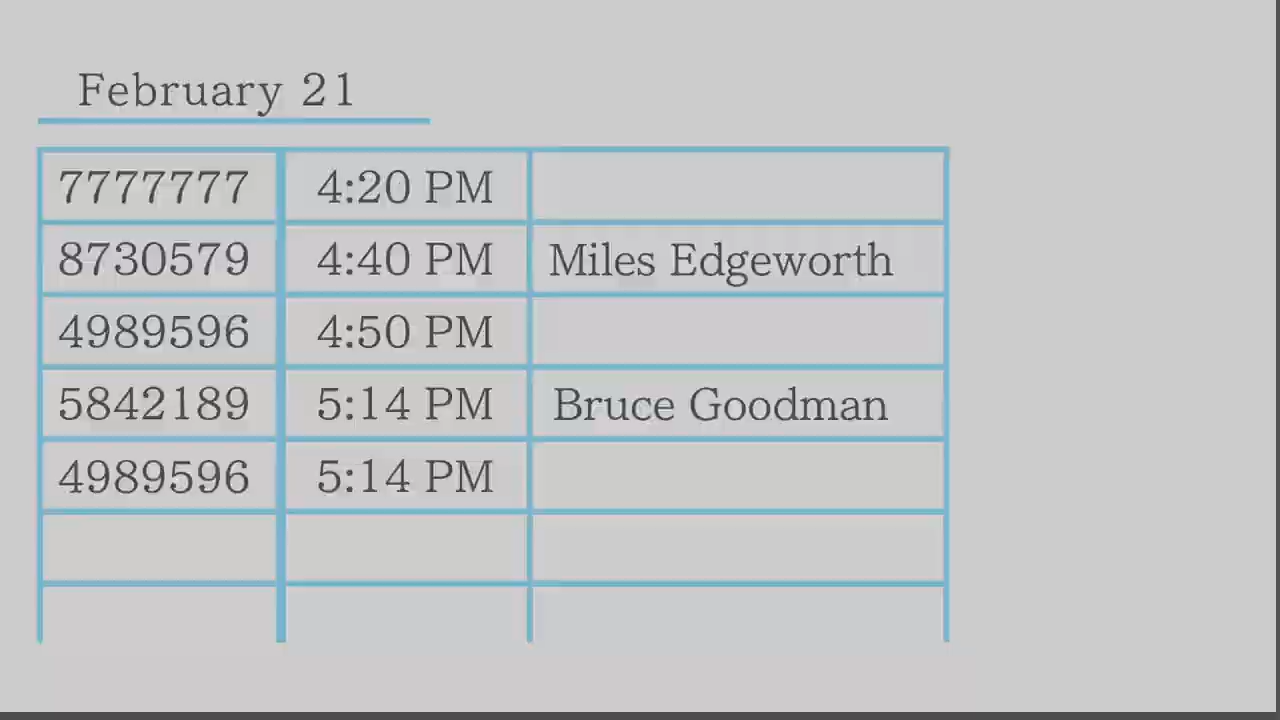 February 21
7777777 4:20 PM
8730579 4:40 PM Miles Edgeworth
4989596 4:50 PM
5842189 5:14 PM Bruce Goodman
4989596 5:14 PM